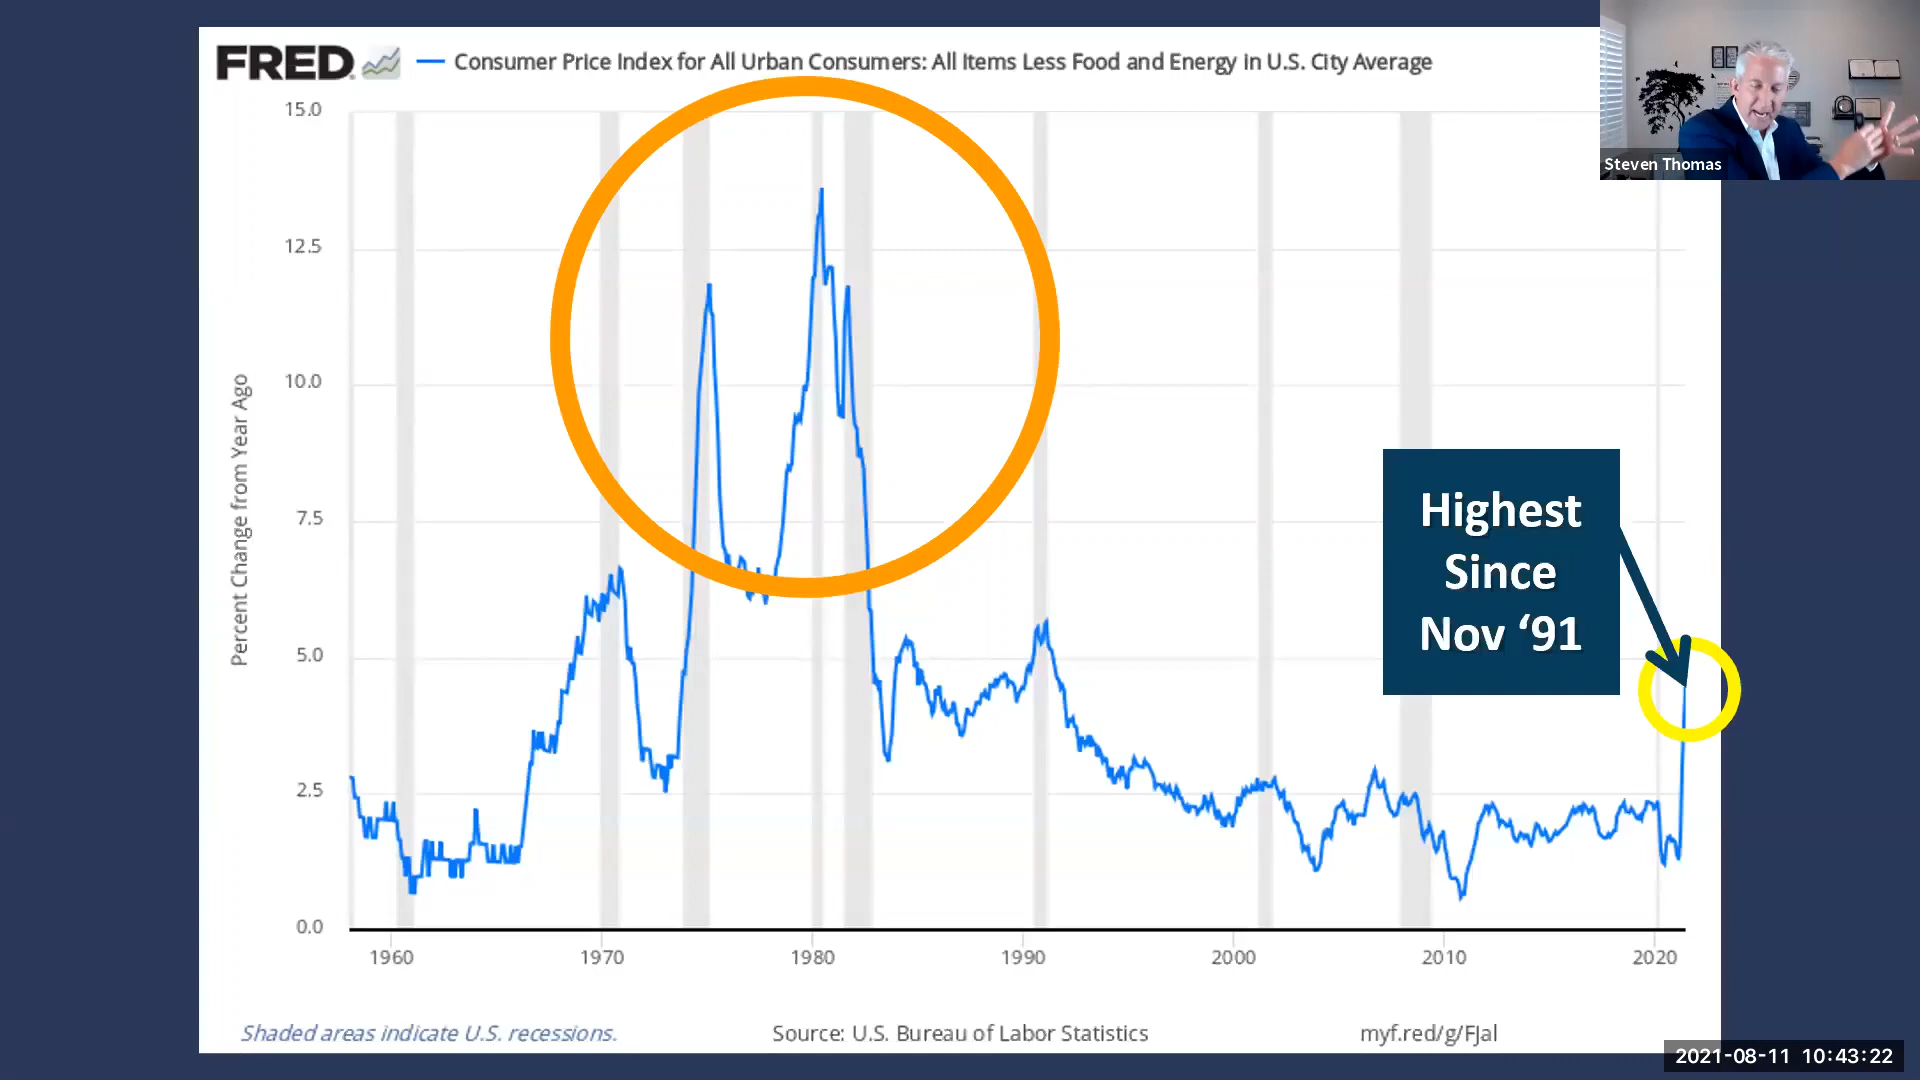 FRED
Consumer Price Index for All Urban Consumers: All Items Less Food and Energy in U.S. City Average
Steven Thomas
15.0
12.5
10.0
7.5
5.0
2.5
0.0
Percent Change from Year Ago
Highest
Since
Nov ‘91
1960
1970
1980
1990
2000
2010
2020
Shaded areas indicate U.S. recessions.
Source: U.S. Bureau of Labor Statistics
myf.red/g/FJal
2021-08-11 10:43:22